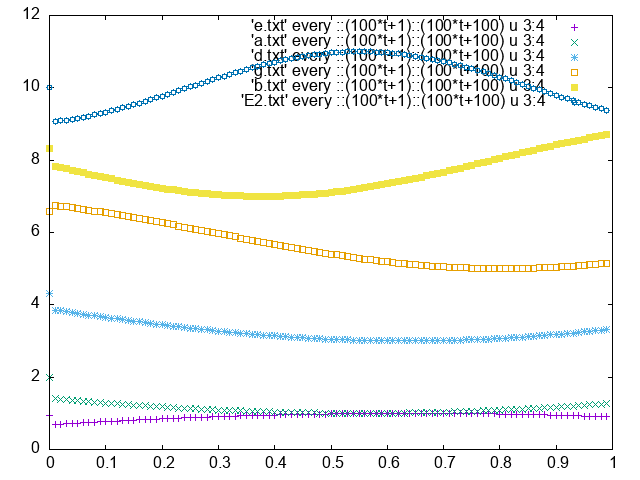 12
10
8
6
4
2
0
'e.txt' every ::(100*t+1)::(100*t+100) u 3:4
'a.txt' every ::(100*t+1)::(100*t+100) u 3:4
'd.txt' every ::(100*t+1)::(100*t+100) u 3:4
'g.txt' every ::(100*t+1)::(100*t+100) u 3:4
'b.txt' every ::(100*t+1)::(100*t+100) u 3:4
'E2.txt' every ::(100*t+1)::(100*t+100) u 3:4
0 0.1 0.2 0.3 0.4 0.5 0.6 0.7 0.8 0.9 1